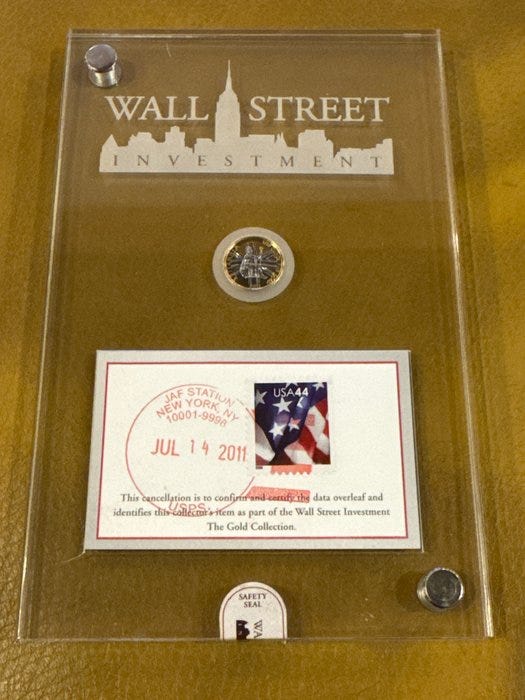 WALL STREET
INVESTMENT
JAF STATION
NEW YORK, NY
10001-9998
JUL 14 2011
USPS
USA44
This cancellation is to confirm and certify the data overleaf and
identifies this collector's item as part of the Wall Street Investment
The Gold Collection.
SAFETY
SEAL
WA